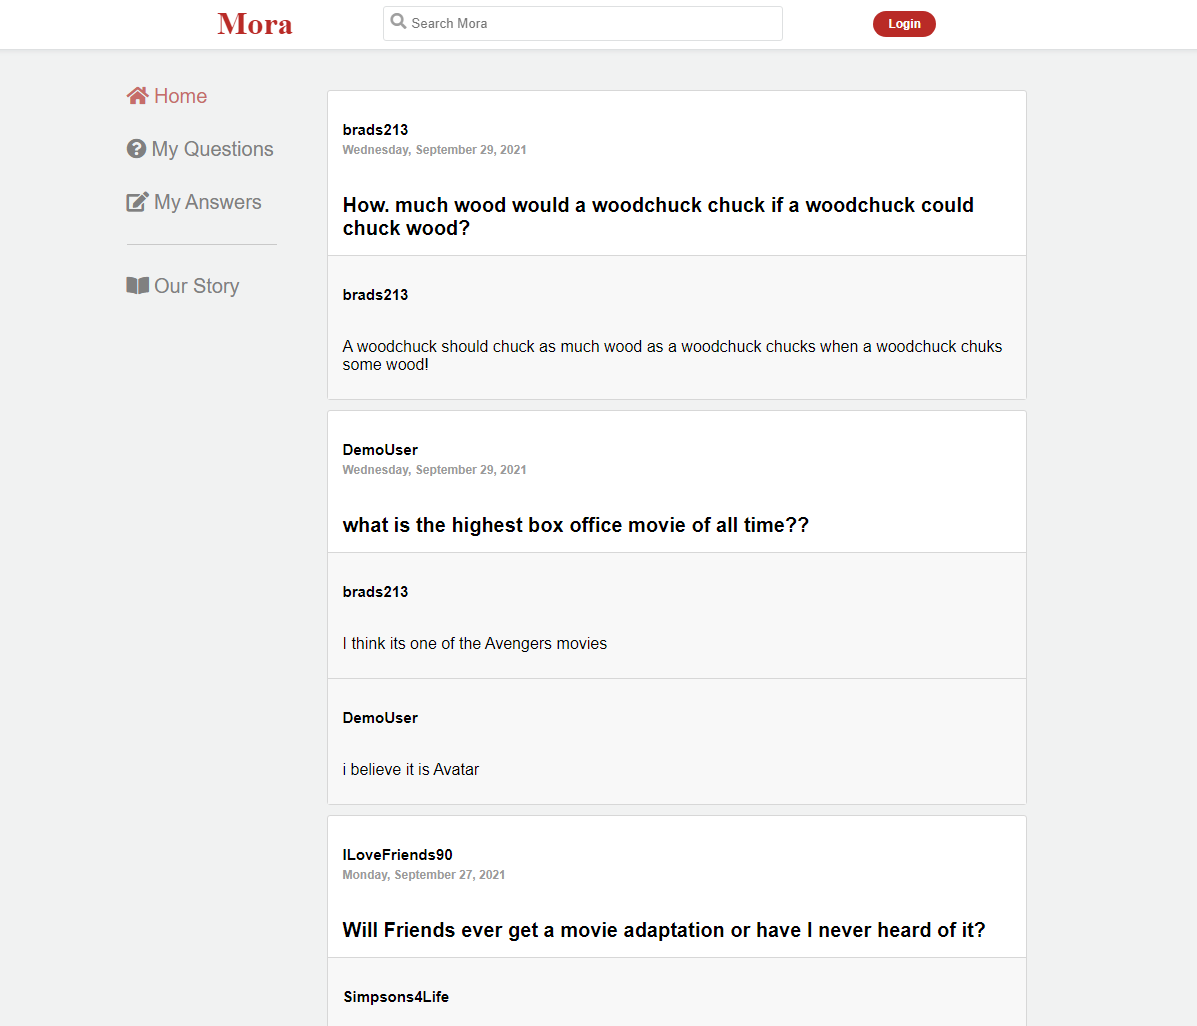 Mora
Search Mora
Login
Home
My Questions
My Answers
Our Story
brads213
Wednesday, September 29, 2021
How. much wood would a woodchuck chuck if a woodchuck could
chuck wood?
brads213
A woodchuck should chuck as much wood as a woodchuck chucks when a woodchuck chuks
some wood!
DemoUser
Wednesday, September 29, 2021
what is the highest box office movie of all time??
brads213
I think its one of the Avengers movies
DemoUser
i believe it is Avatar
ILoveFriends90
Monday, September 27, 2021
Will Friends ever get a movie adaptation or have I never heard of it?
Simpsons4Life